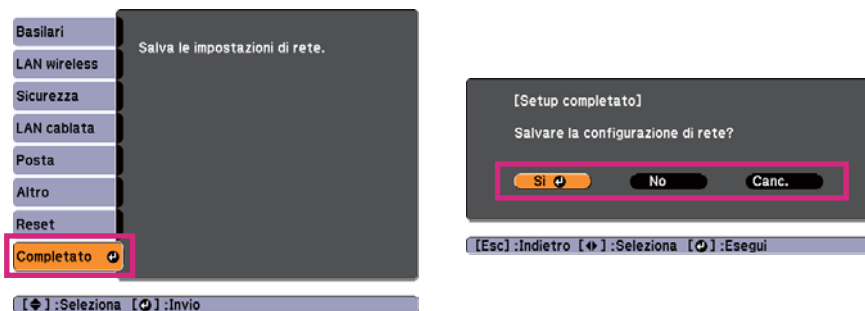 Basilari
LAN wireless
Sicurezza
LAN cablata
Posta
Altro
Reset
Completato
Salva le impostazioni di rete.
[ ]:Seleziona [ ]:Invio
[Setup completato]
Salvare la configurazione di rete?
Sì No Canc.
[Esc]:Indietro [ ]:Seleziona [ ]:Esegui